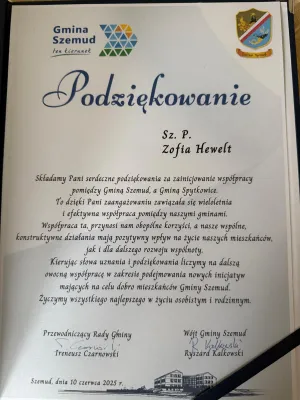 Gmina
Szemud
ten kierunek
Podziękowanie
Sz. P.
Zofia Hewelt
Składamy Pani serdeczne podziękowania za zainicjowanie współpracy
pomiędzy Gminą Szemud, a Gminą Spytkowice.
To dzięki Pani zaangażowaniu zawiązała się wieloletnia
i efektywna współpraca pomiędzy naszymi gminami.
Współpraca ta, przynosi nam obopólne korzyści, a nasze wspólne,
konstruktywne działania mają pozytywny wpływ na życie naszych mieszkańców,
jak i dla dalszego rozwoju wspólnoty.
Kierując słowa uznania i podziękowania liczymy na dalszą
owocną współpracę w zakresie podejmowania nowych inicjatyw
mających na celu dobro mieszkańców Gminy Szemud.
Życzymy wszystkiego najlepszego w życiu osobistym i rodzinnym.
Przewodniczący Rady Gminy
Ireneusz Czarnowski
Wójt Gminy Szemud
R. Kalkowski
Ryszard Kalkowski
Szemud, dnia 10 czerwca 2025 r.